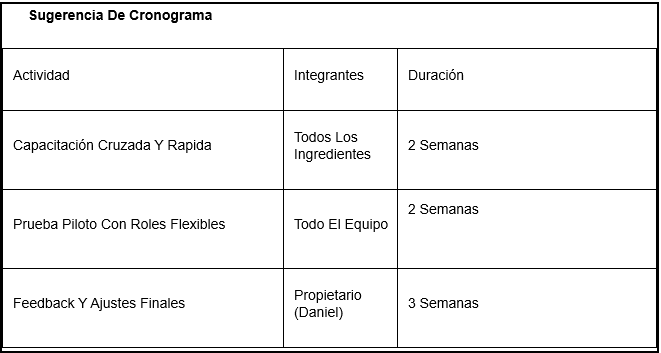 Sugerencia De Cronograma
Actividad Integrantes Duración
Capacitación Cruzada Y Rapida
Todos Los
Ingredientes
2 Semanas
Prueba Piloto Con Roles Flexibles
Todo El Equipo
2 Semanas
Feedback Y Ajustes Finales
Propietario
(Daniel)
3 Semanas